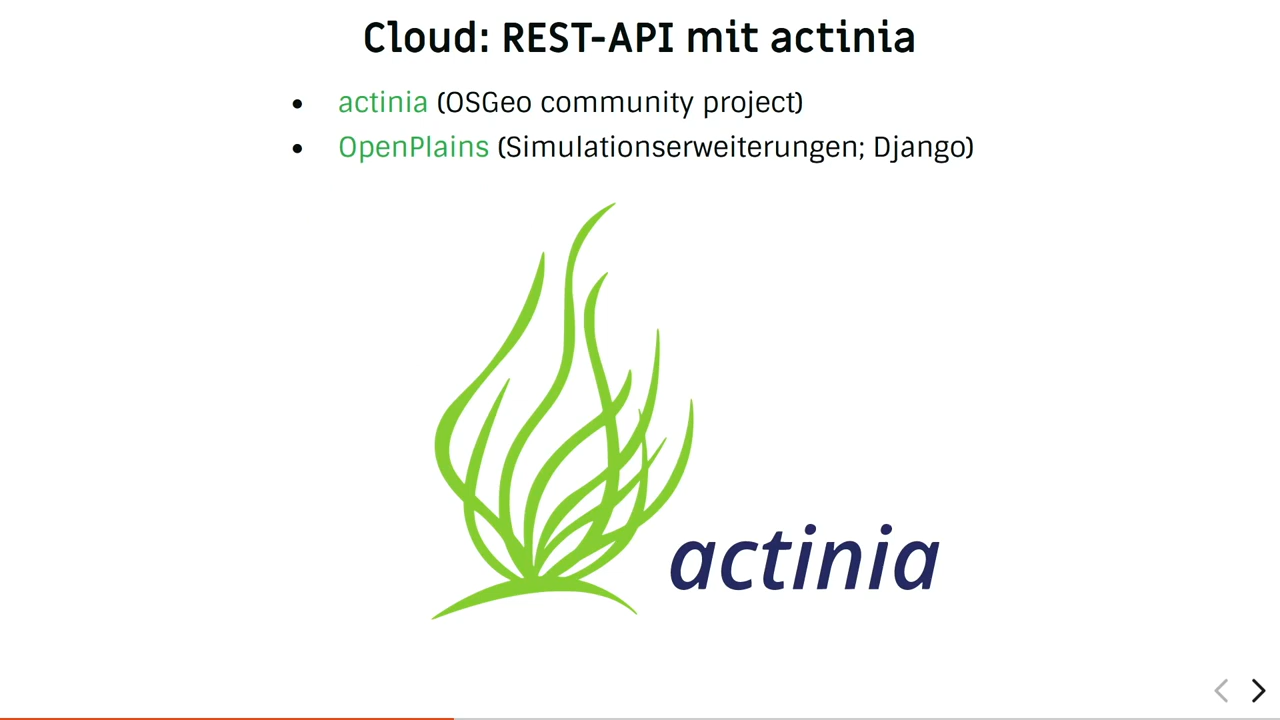 Cloud: REST-API mit actinia
• actinia (OSGeo community project)
• OpenPlains (Simulationserweiterungen; Django)
actinia